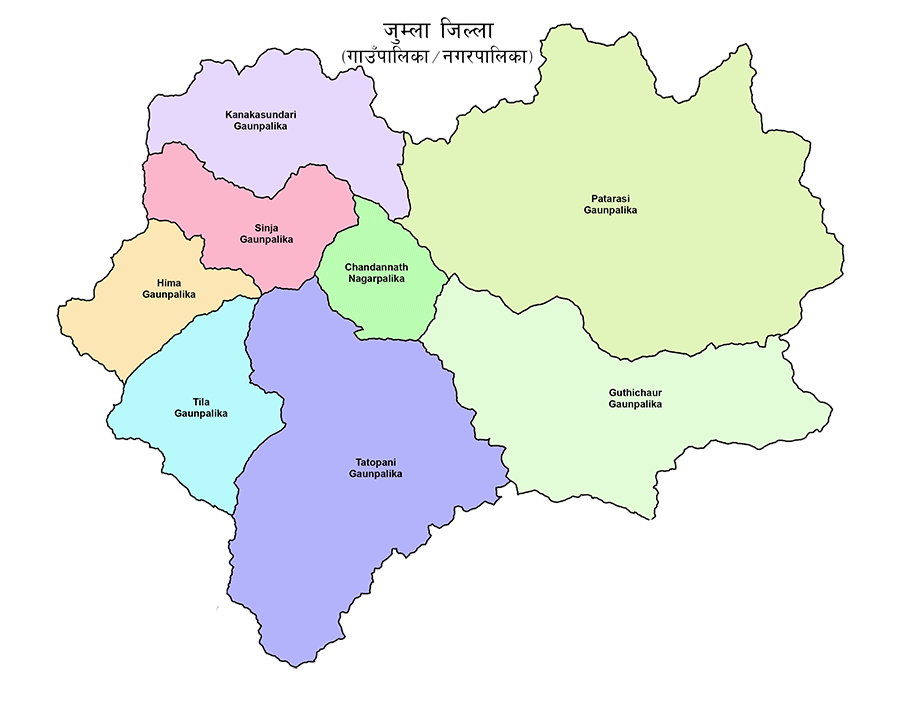 जुम्ला जिल्ला
(गाउँपालिका / नगरपालिका)
Kanakasundari
Gaunpalika
Patarasi
Gaunpalika
Sinja
Gaunpalika
Chandannath
Nagarpalika
Hima
Gaunpalika
Guthichaur
Gaunpalika
Tila
Gaunpalika
Tatopani
Gaunpalika